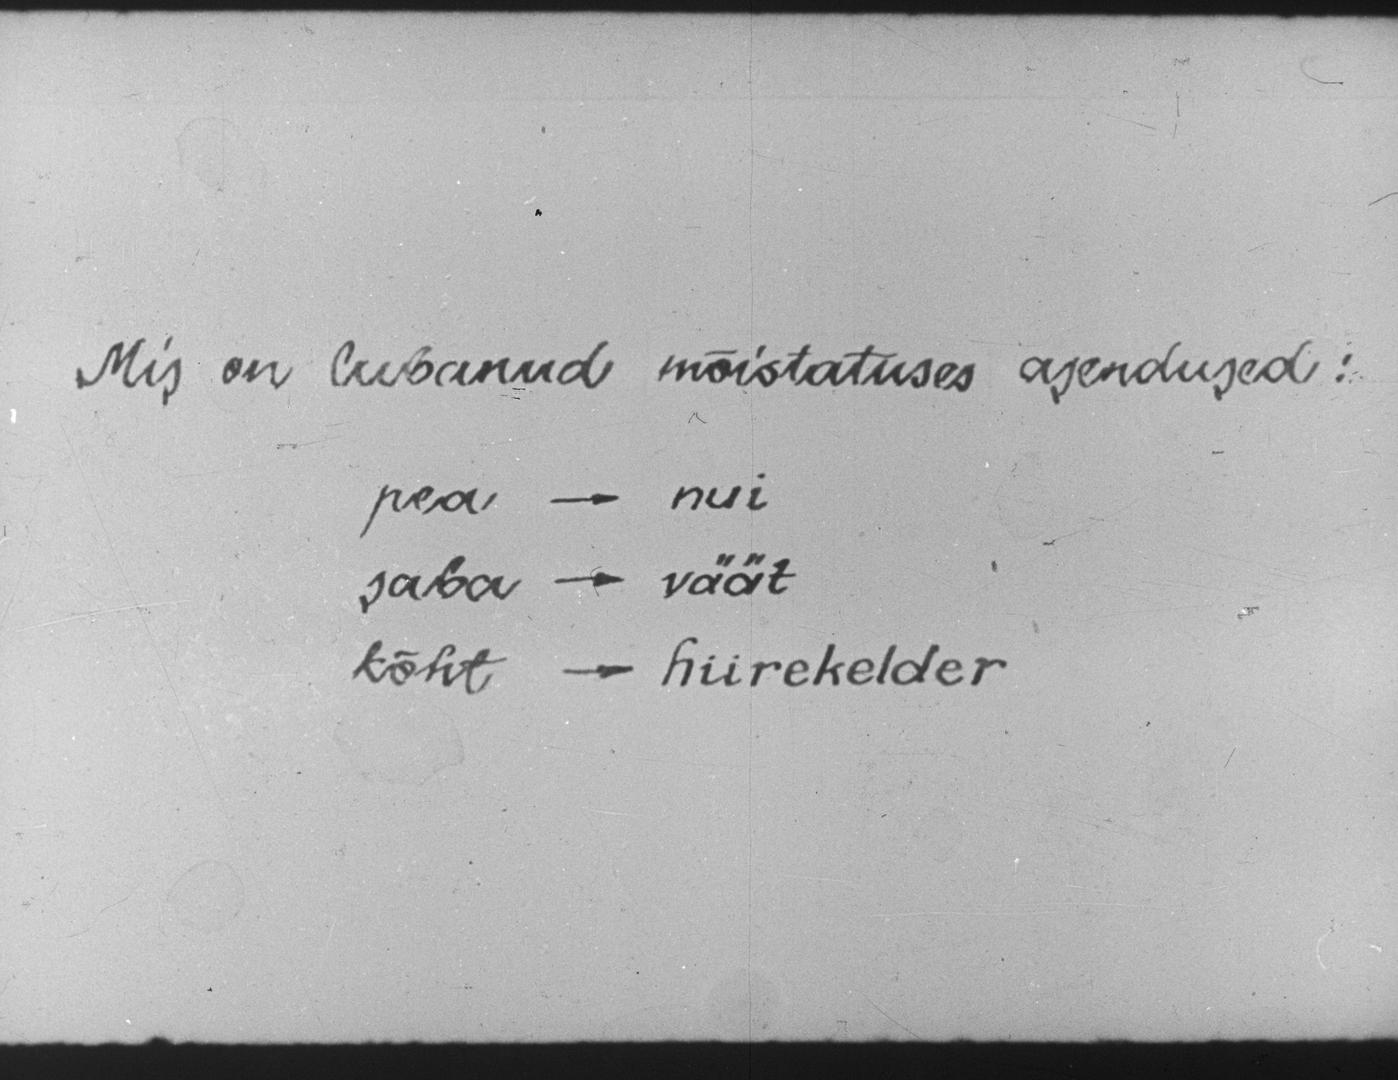 Mis on lubanud mõistatuses asendused:
pea → nui
saba → väät
kõht → hiirekelder